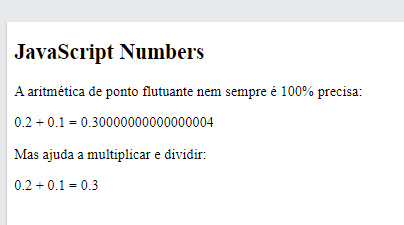 JavaScript Numbers
A aritmética de ponto flutuante nem sempre é 100% precisa:
0.2 + 0.1 = 0.30000000000000004
Mas ajuda a multiplicar e dividir:
0.2 + 0.1 = 0.3